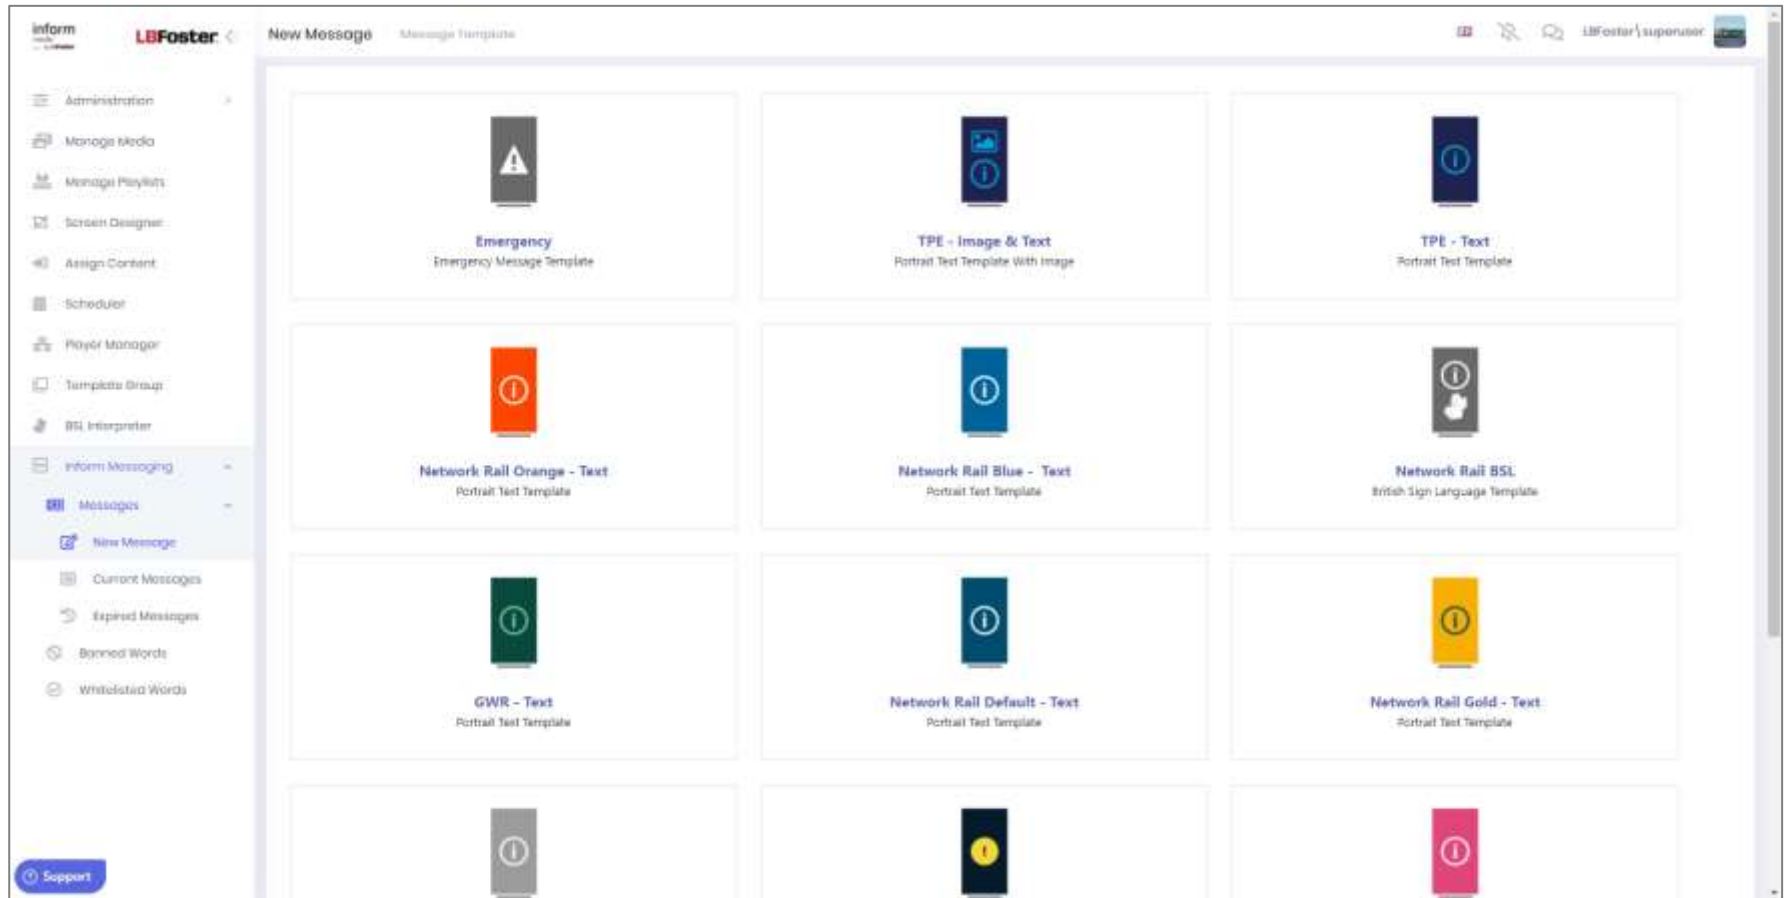 inform
LBFoster
New Message
Message Template
LBFoster\superuser
Administration
Manage Media
Manage Playlists
Screen Designer
Assign Content
Scheduler
Player Manager
Template Group
BSL Interpreter
Inform Messaging
Messages
New Message
Current Messages
Expired Messages
Banned Words
Whitelisted Words
Support
Emergency
Emergency Message Template
TPE - Image & Text
Portrait Text Template With Image
TPE - Text
Portrait Text Template
Network Rail Orange - Text
Portrait Text Template
Network Rail Blue - Text
Portrait Text Template
Network Rail BSL
British Sign Language Template
GWR - Text
Portrait Text Template
Network Rail Default - Text
Portrait Text Template
Network Rail Gold - Text
Portrait Text Template